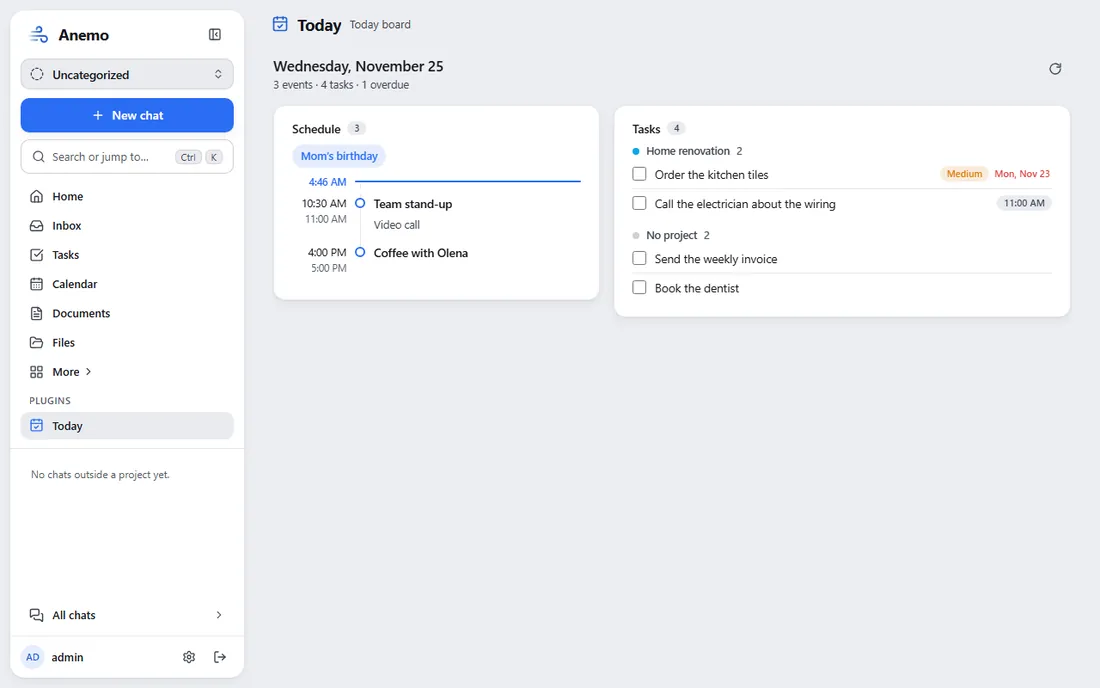 Anemo
Uncategorized
+ New chat
Search or jump to... Ctrl K
Home
Inbox
Tasks
Calendar
Documents
Files
More
PLUGINS
Today
No chats outside a project yet.
All chats
AD admin
Today Today board
Wednesday, November 25
3 events · 4 tasks · 1 overdue
Schedule 3
Mom's birthday
4:46 AM
10:30 AM Team stand-up
11:00 AM Video call
4:00 PM Coffee with Olena
5:00 PM
Tasks 4
Home renovation 2
Order the kitchen tiles Medium Mon, Nov 23
Call the electrician about the wiring 11:00 AM
No project 2
Send the weekly invoice
Book the dentist